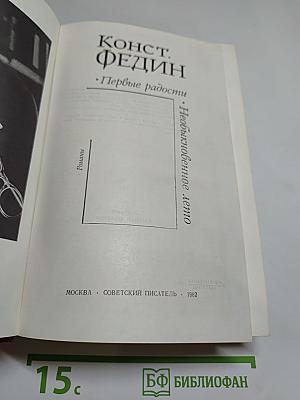 Конст.
ФЕДИН
• Первые радости
• Необыкновенное лето
Романы
МОСКВА · СОВЕТСКИЙ ПИСАТЕЛЬ · 1982
15с
БФ БИБЛИОФАН